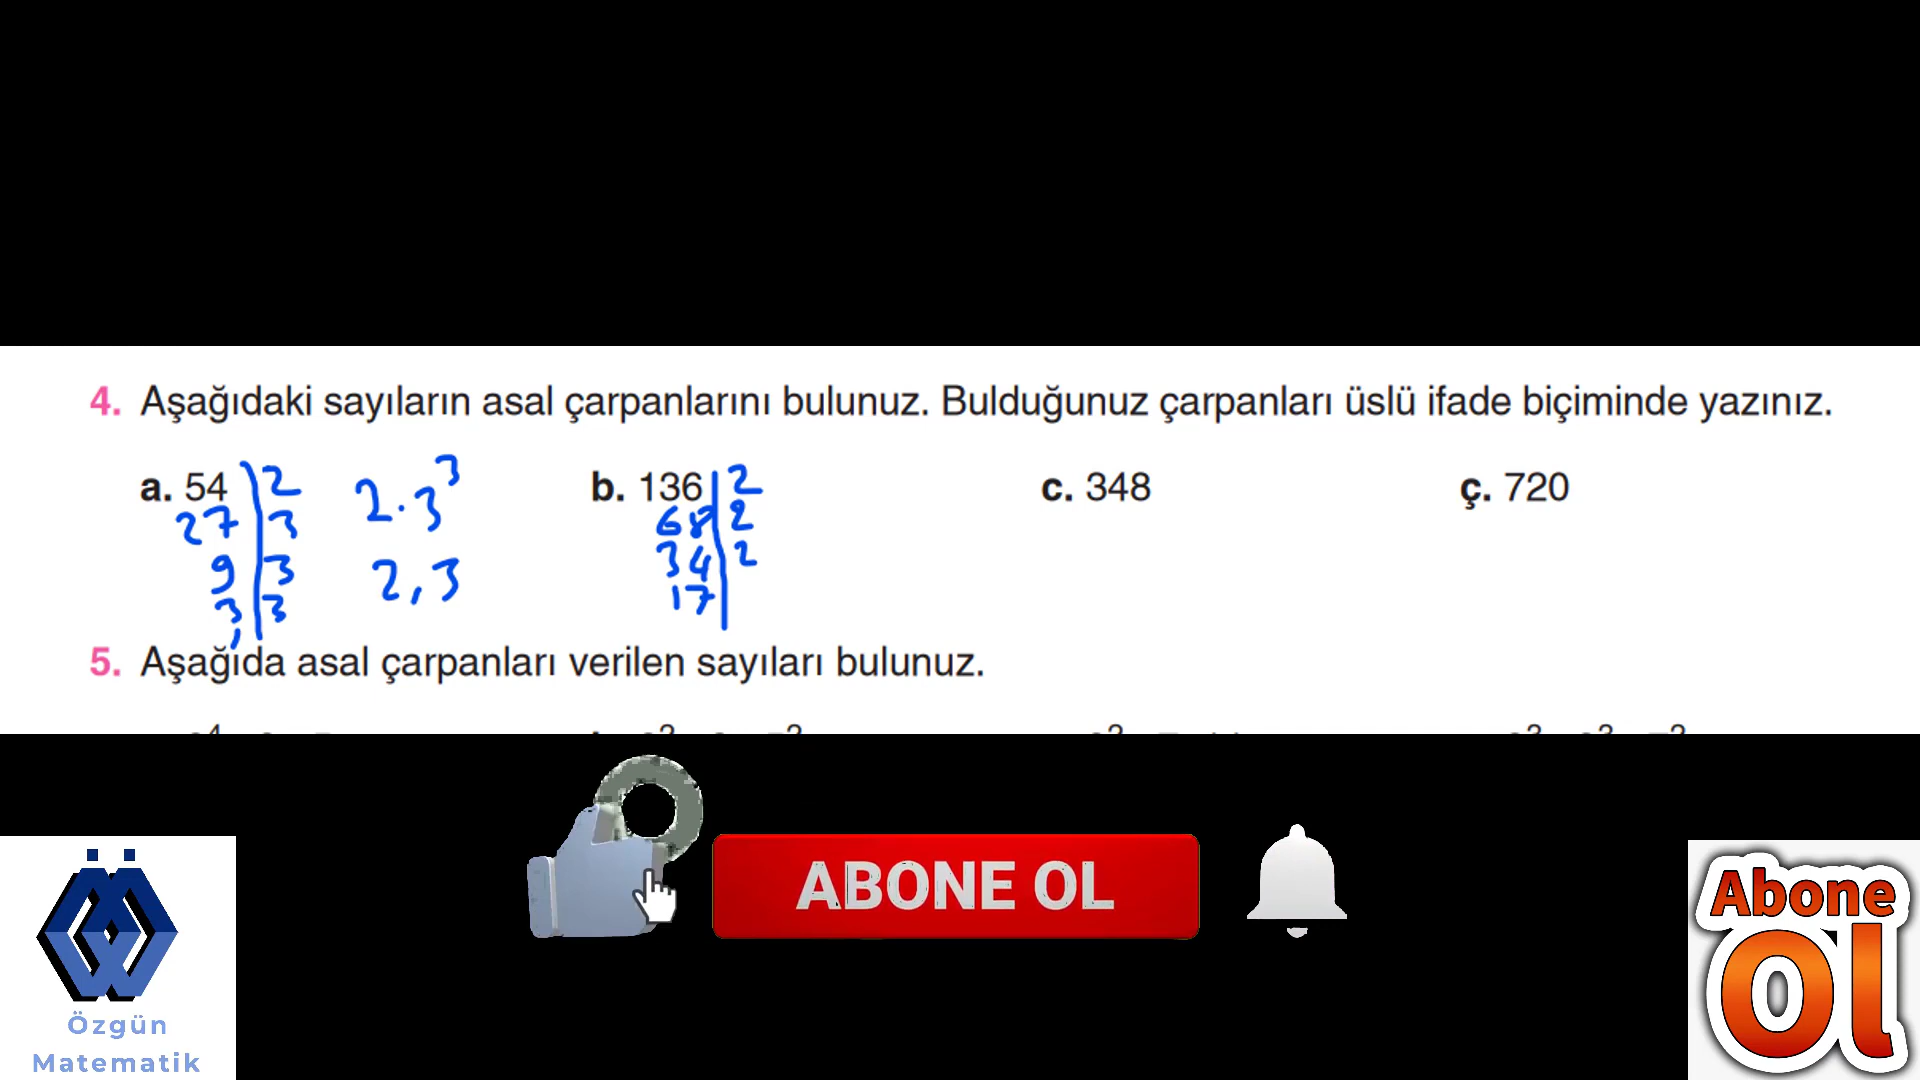 4. Aşağıdaki sayıların asal çarpanlarını bulunuz. Bulduğunuz çarpanları üslü ifade biçiminde yazınız.
a. 54 | 2 2 · 3³ b. 136 | 2 c. 348 ç. 720
27 | 3 68 | 2
9 | 3 2, 3 34 | 2
3 | 3 17 |
1
5. Aşağıda asal çarpanları verilen sayıları bulunuz.
ABONE OL
Abone
Ol
Özgün
Matematik